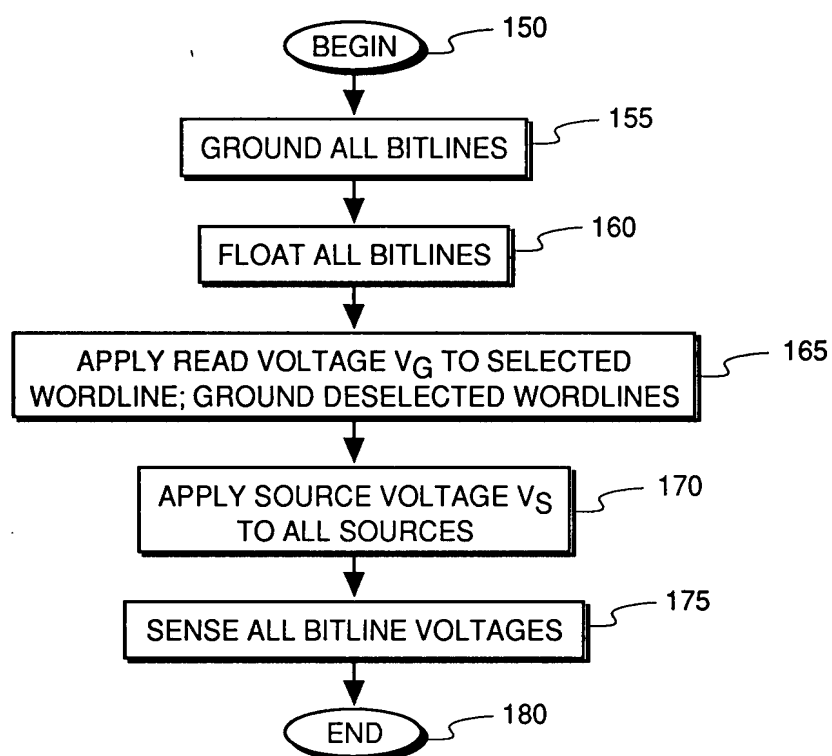 BEGIN
150
GROUND ALL BITLINES
155
FLOAT ALL BITLINES
160
APPLY READ VOLTAGE VG TO SELECTED
WORDLINE; GROUND DESELECTED WORDLINES
165
APPLY SOURCE VOLTAGE VS
TO ALL SOURCES
170
SENSE ALL BITLINE VOLTAGES
175
END
180